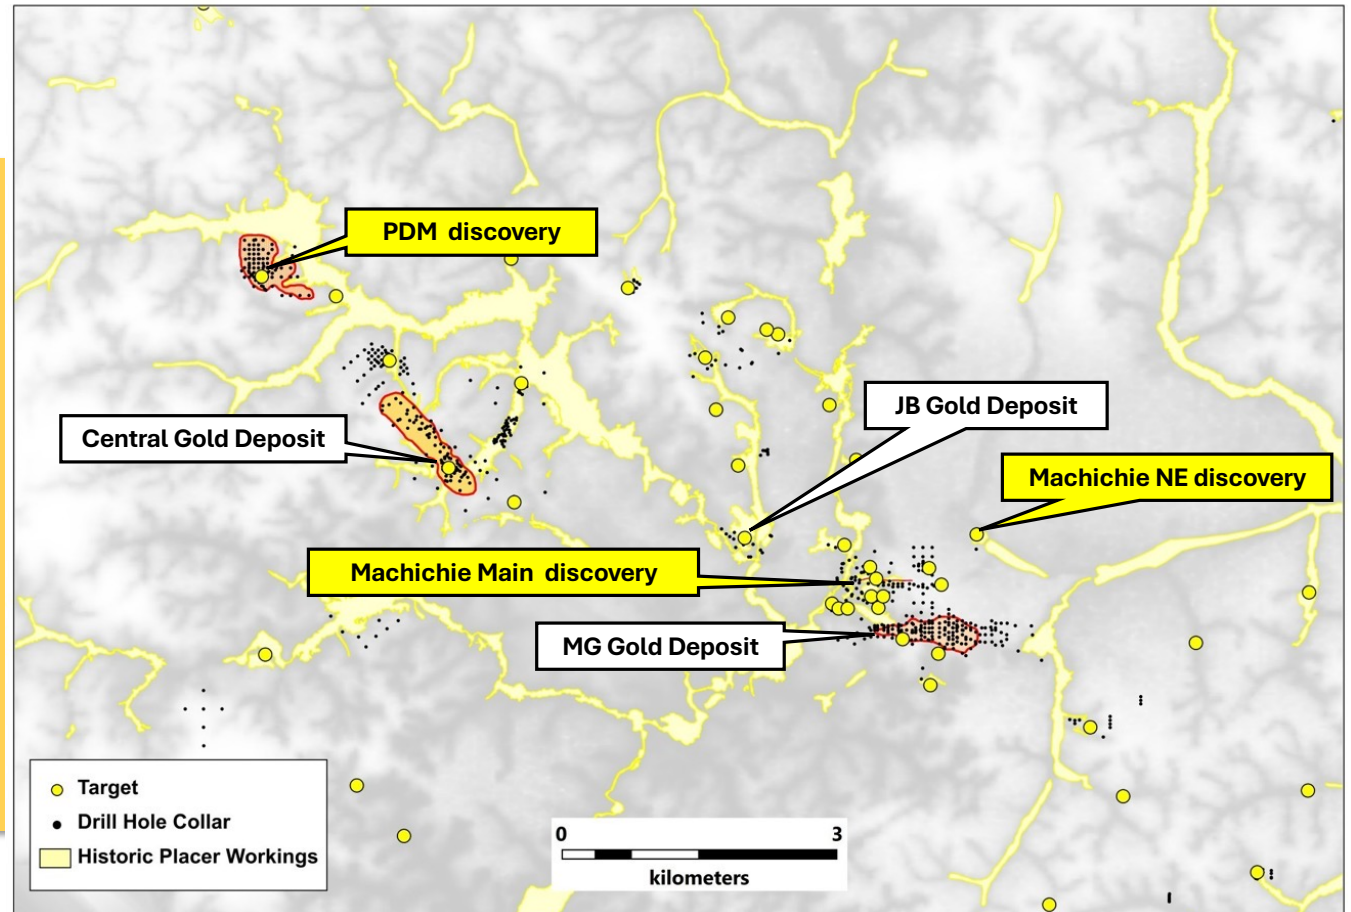 PDM  discovery
JB Gold Deposit
Central Gold Deposit
Machichie NE discovery
Machichie Main  discovery
MG Gold Deposit
Target
Drill Hole Collar
Historic Placer Workings
0 3
kilometers